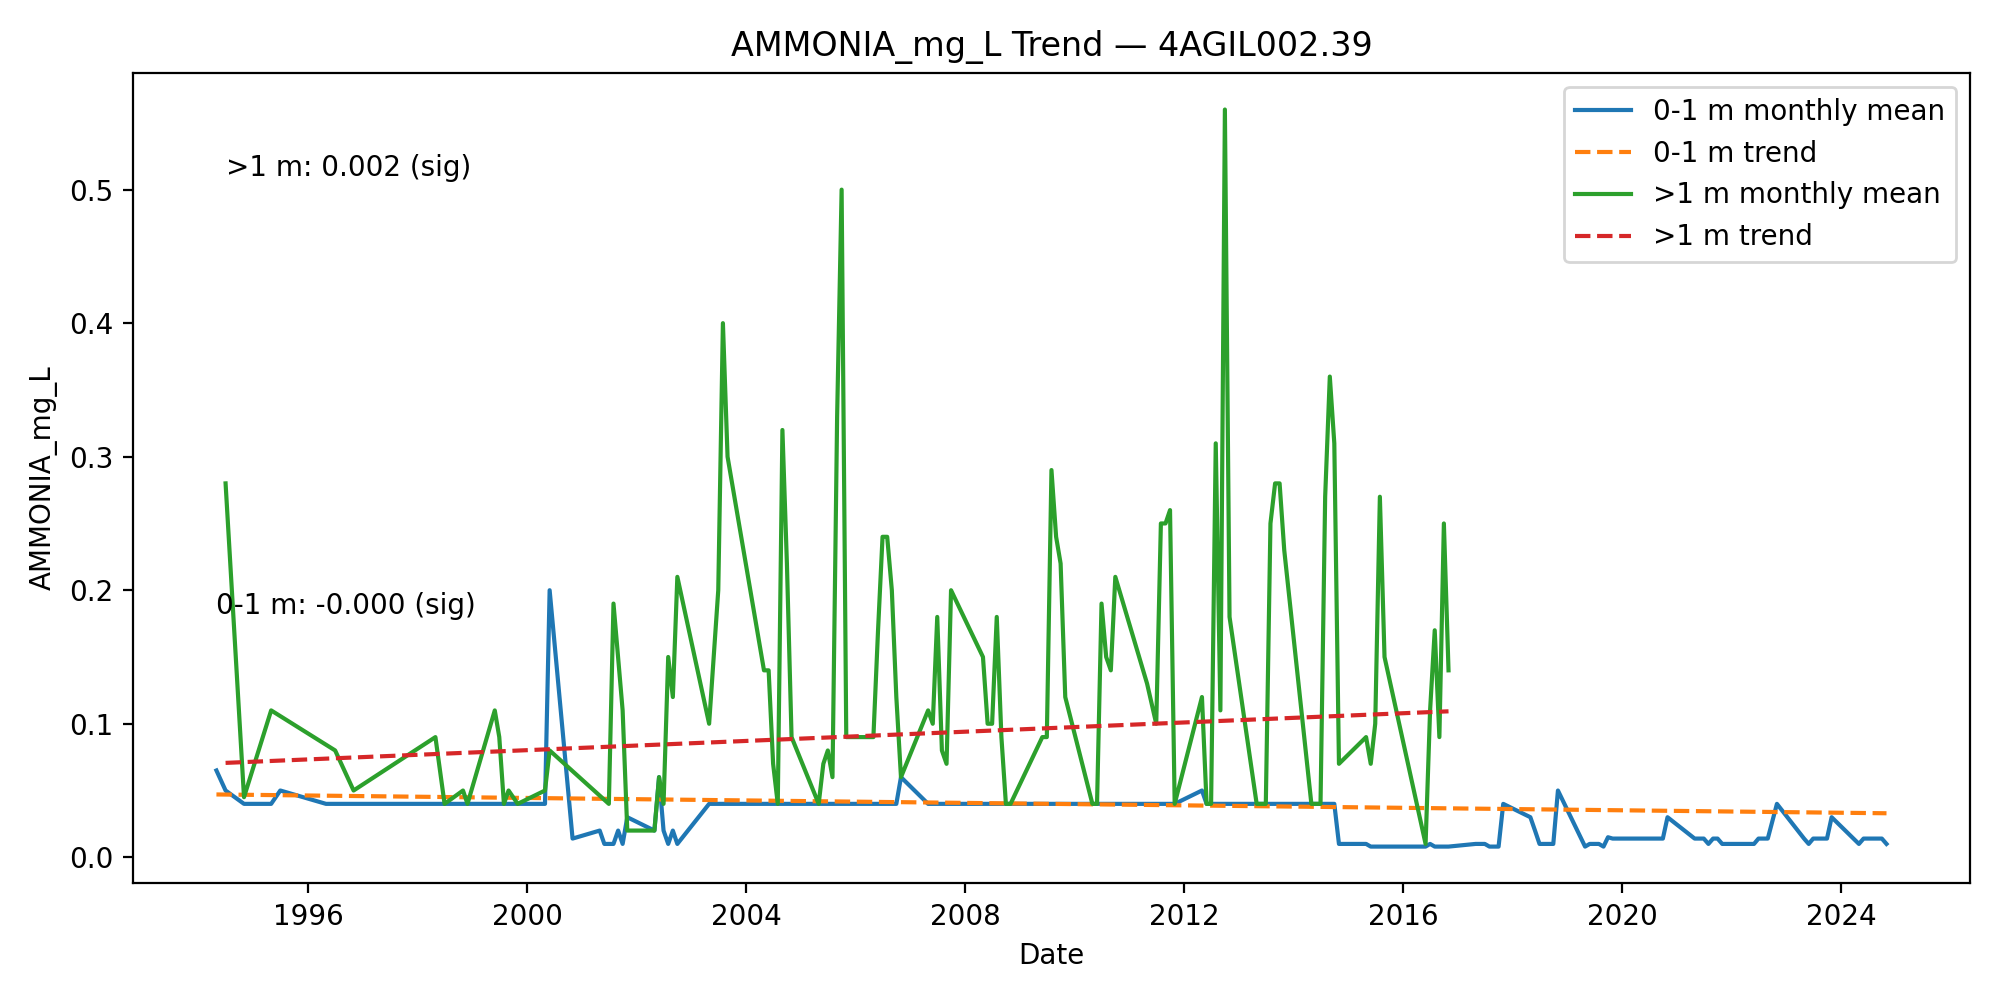 AMMONIA_mg_L Trend — 4AGIL002.39
0-1 m monthly mean
0-1 m trend
>1 m monthly mean
>1 m trend
>1 m: 0.002 (sig)
0-1 m: -0.000 (sig)
AMMONIA_mg_L
0.5
0.4
0.3
0.2
0.1
0.0
1996 2000 2004 2008 2012 2016 2020 2024
Date